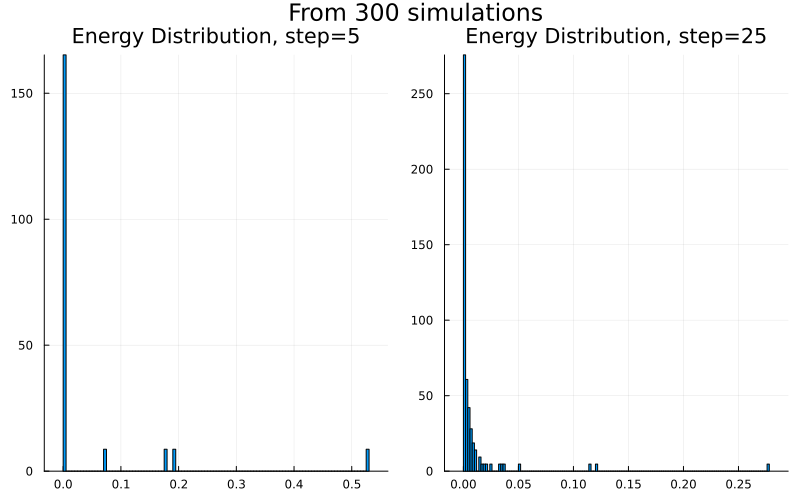 From 300 simulations
Energy Distribution, step=5
Energy Distribution, step=25
150
100
50
0
0.0 0.1 0.2 0.3 0.4 0.5
250
200
150
100
50
0
0.00 0.05 0.10 0.15 0.20 0.25